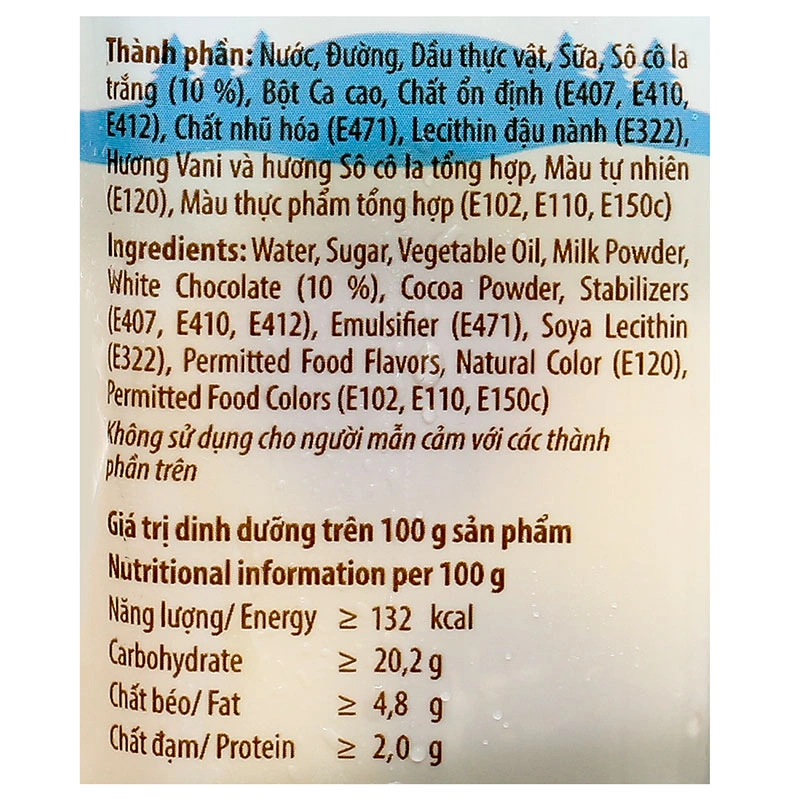 Thành phần: Nước, Đường, Dầu thực vật, Sữa, Sô cô la
trắng (10 %), Bột Ca cao, Chất ổn định (E407, E410,
E412), Chất nhũ hóa (E471), Lecithin đậu nành (E322),
Hương Vani và hương Sô cô la tổng hợp, Màu tự nhiên
(E120), Màu thực phẩm tổng hợp (E102, E110, E150c)
Ingredients: Water, Sugar, Vegetable Oil, Milk Powder,
White Chocolate (10 %), Cocoa Powder, Stabilizers
(E407, E410, E412), Emulsifier (E471), Soya Lecithin
(E322), Permitted Food Flavors, Natural Color (E120),
Permitted Food Colors (E102, E110, E150c)
Không sử dụng cho người mẫn cảm với các thành
phần trên
Giá trị dinh dưỡng trên 100 g sản phẩm
Nutritional information per 100 g
Năng lượng/ Energy ≥ 132 kcal
Carbohydrate ≥ 20,2 g
Chất béo/ Fat ≥ 4,8 g
Chất đạm/ Protein ≥ 2,0 g